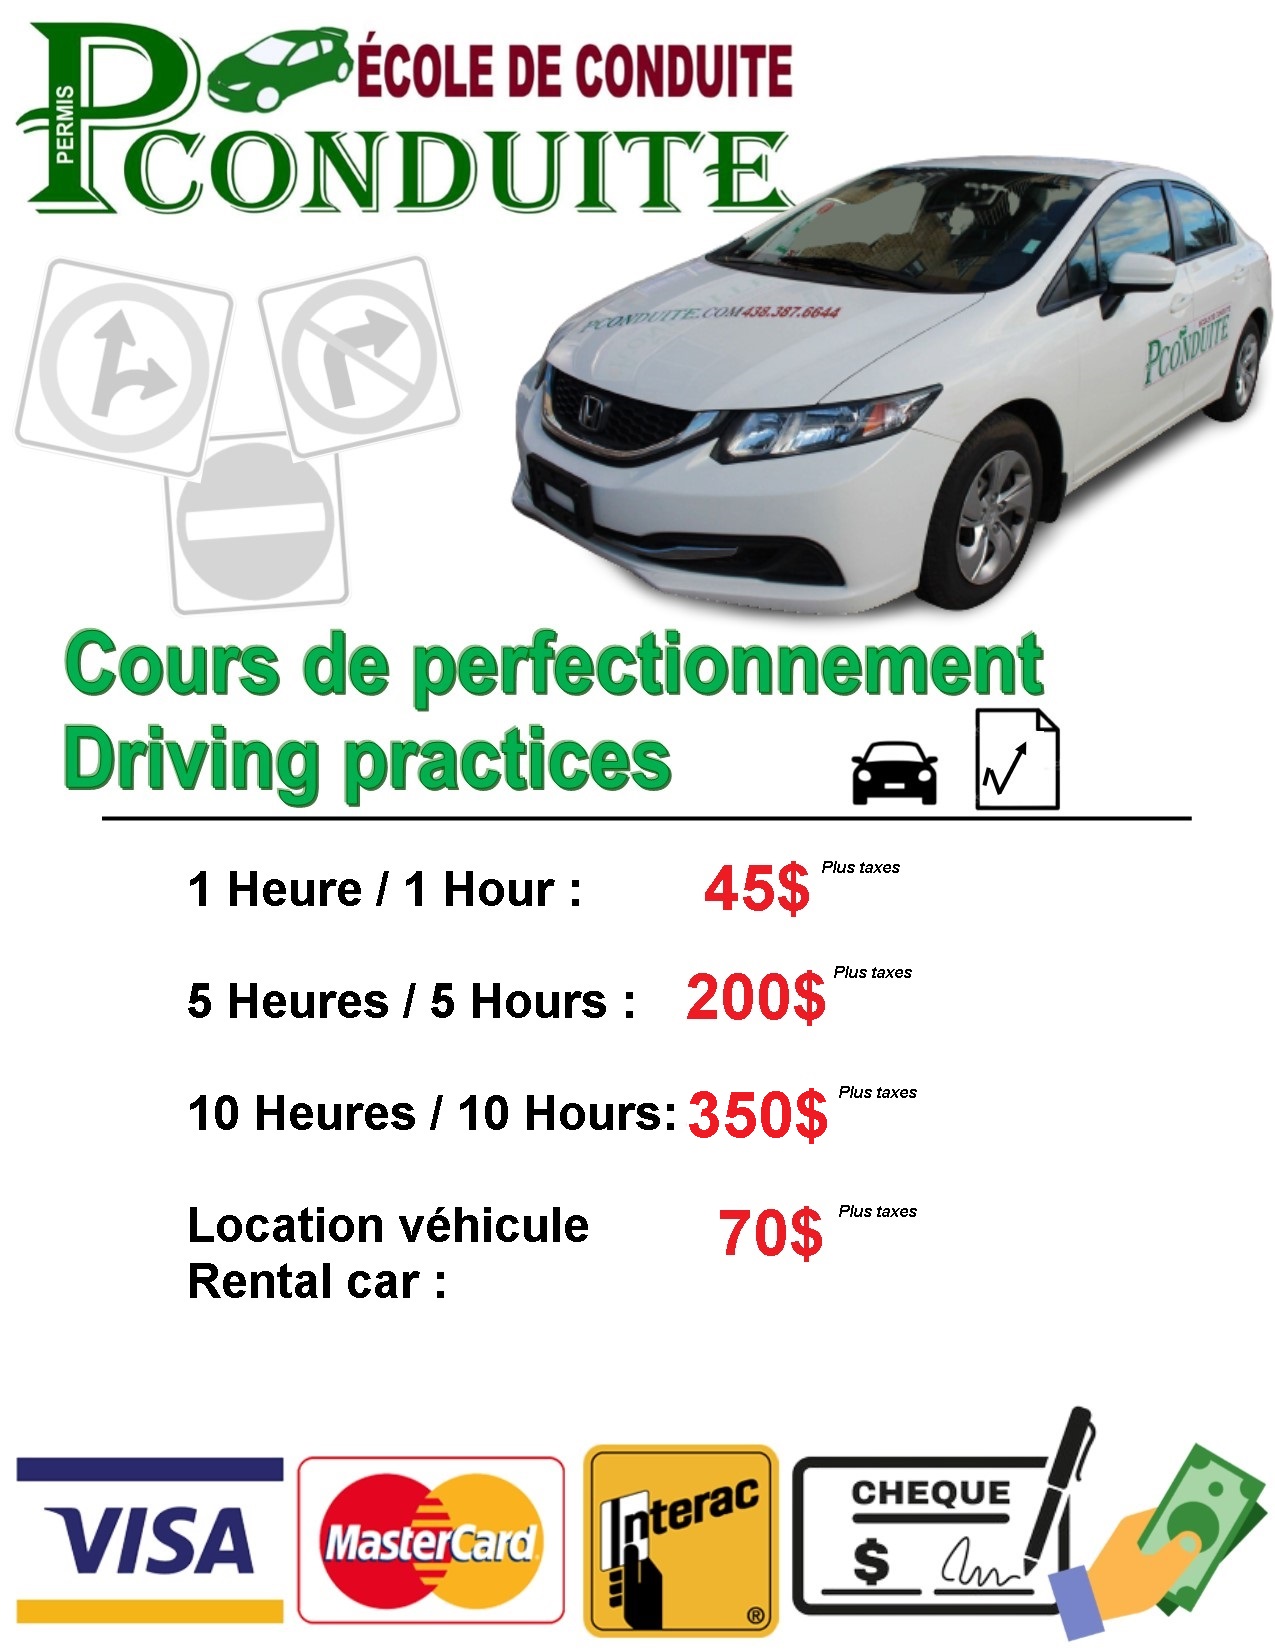 PERMIS
ÉCOLE DE CONDUITE
PCONDUITE
PCONDUITE.COM 438.387.6644
PCONDUITE
Cours de perfectionnement
Driving practices
1 Heure / 1 Hour : 45$ Plus taxes
5 Heures / 5 Hours : 200$ Plus taxes
10 Heures / 10 Hours: 350$ Plus taxes
Location véhicule 70$ Plus taxes
Rental car :
VISA
MasterCard
Interac
®
CHEQUE
$